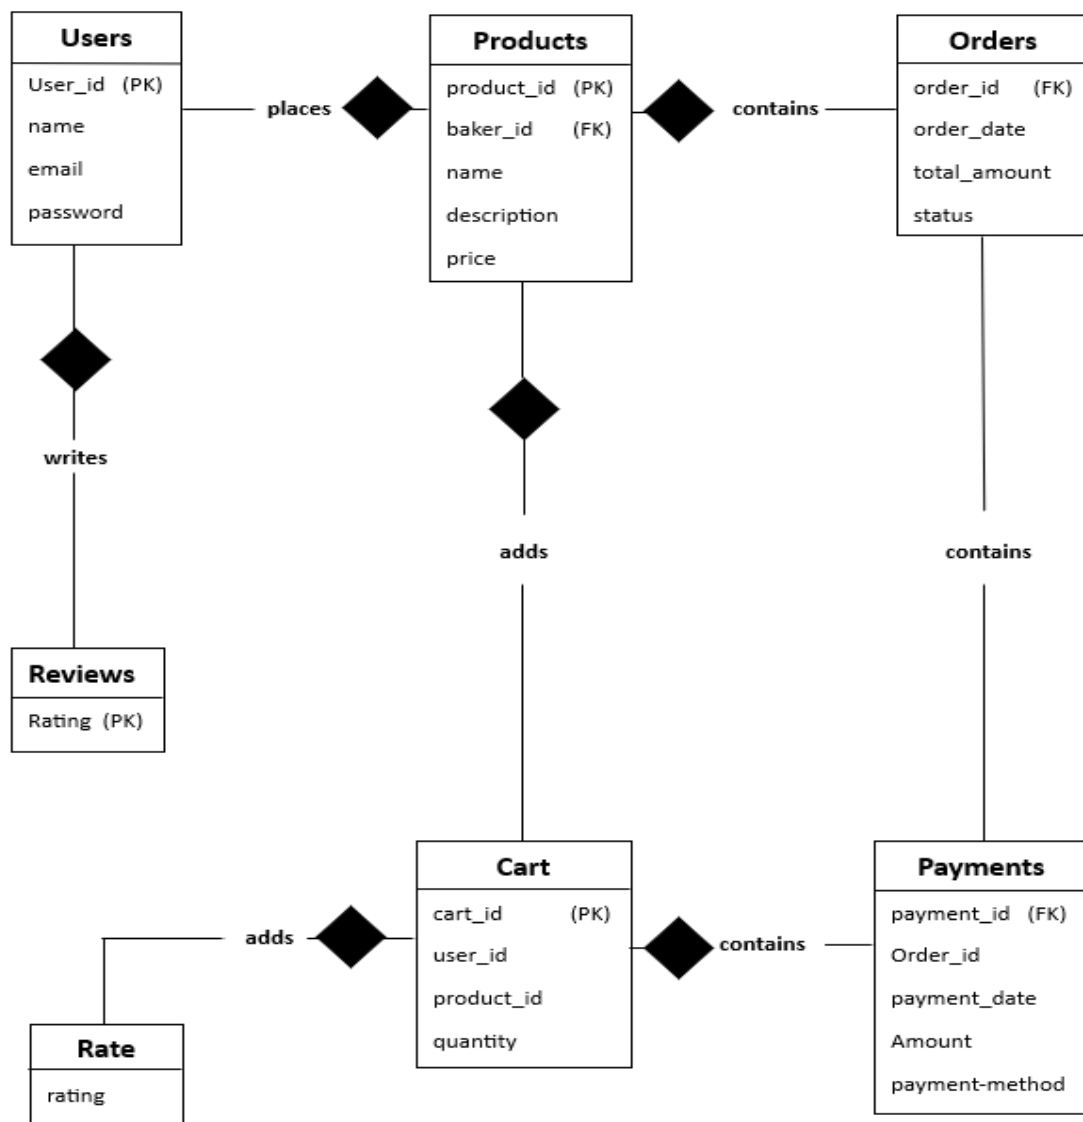 Users
User_id (PK)
name
email
password
places
Products
product_id (PK)
baker_id (FK)
name
description
price
contains
Orders
order_id (FK)
order_date
total_amount
status
writes
adds
contains
Reviews
Rating (PK)
adds
Cart
cart_id (PK)
user_id
product_id
quantity
contains
Payments
payment_id (FK)
Order_id
payment_date
Amount
payment-method
Rate
rating